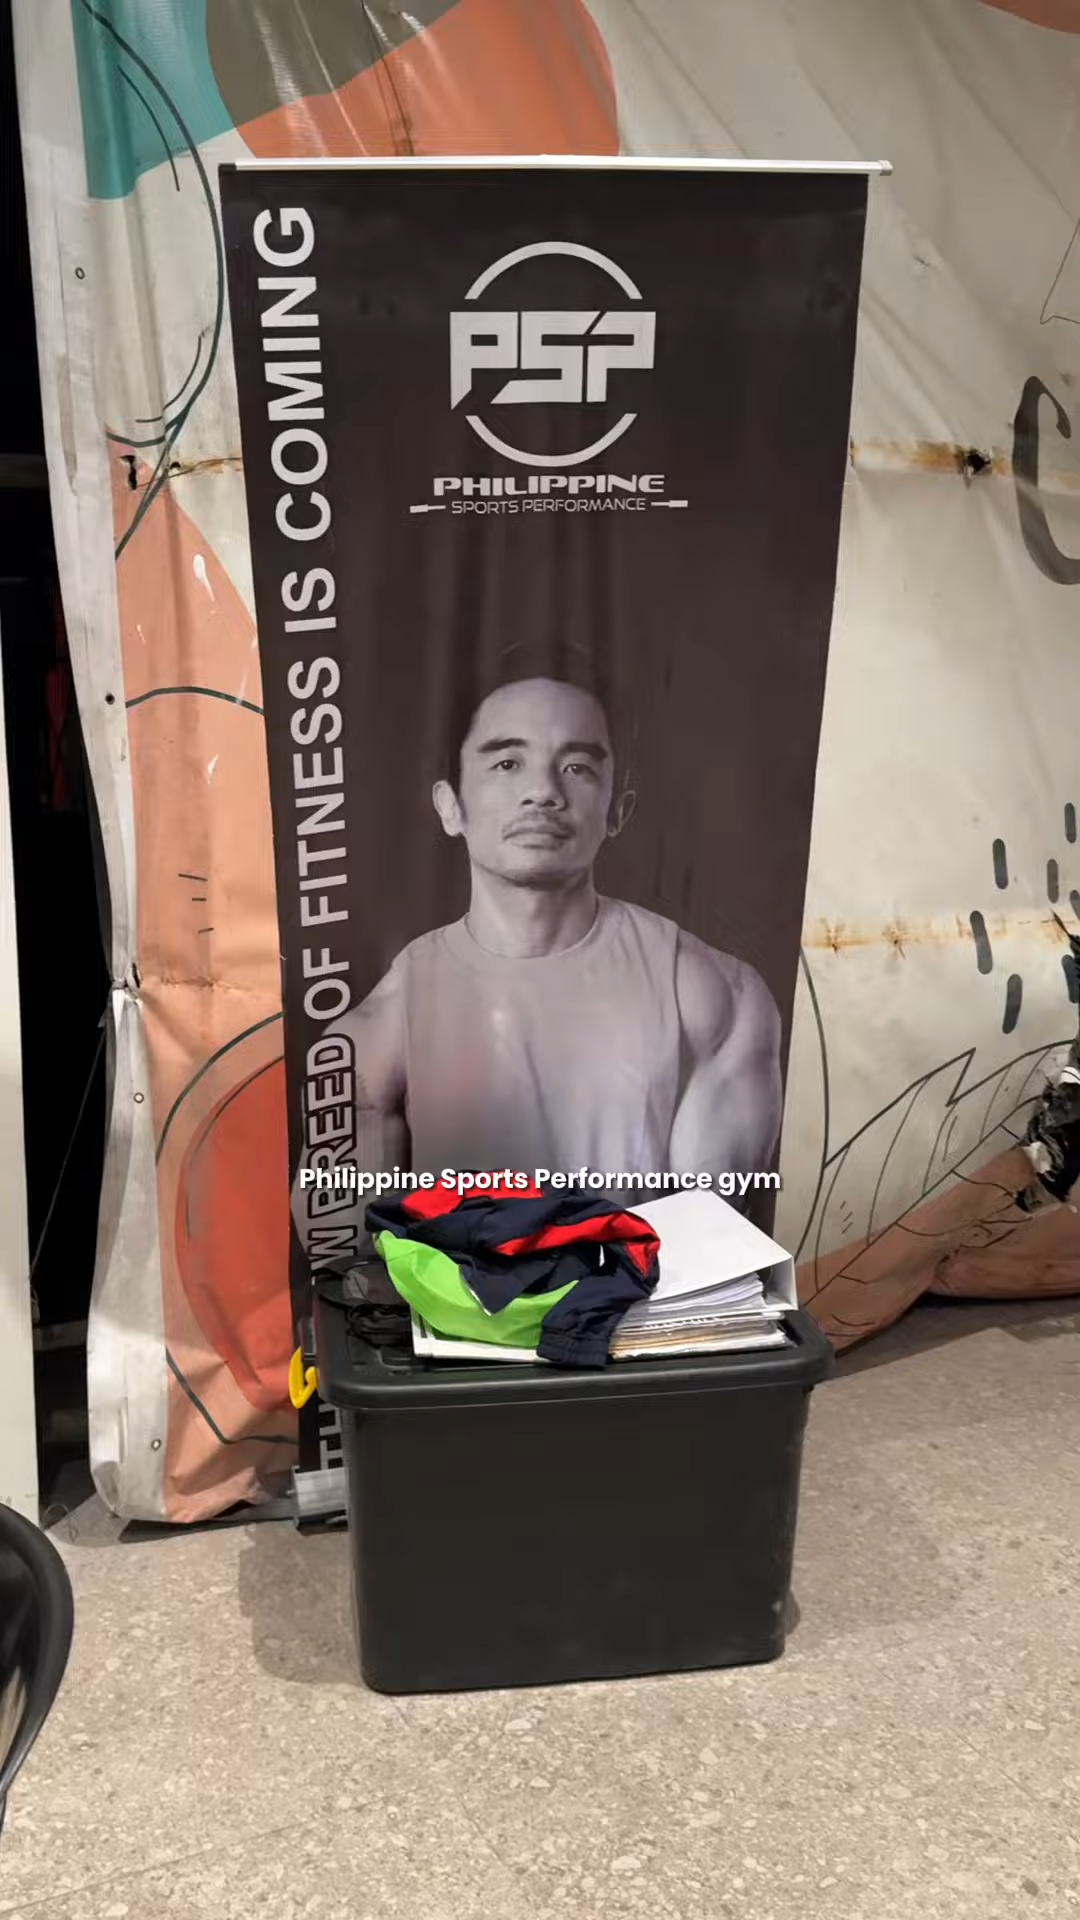 PSP
PHILIPPINE
SPORTS PERFORMANCE
BREED OF FITNESS IS COMING
Philippine Sports Performance gym